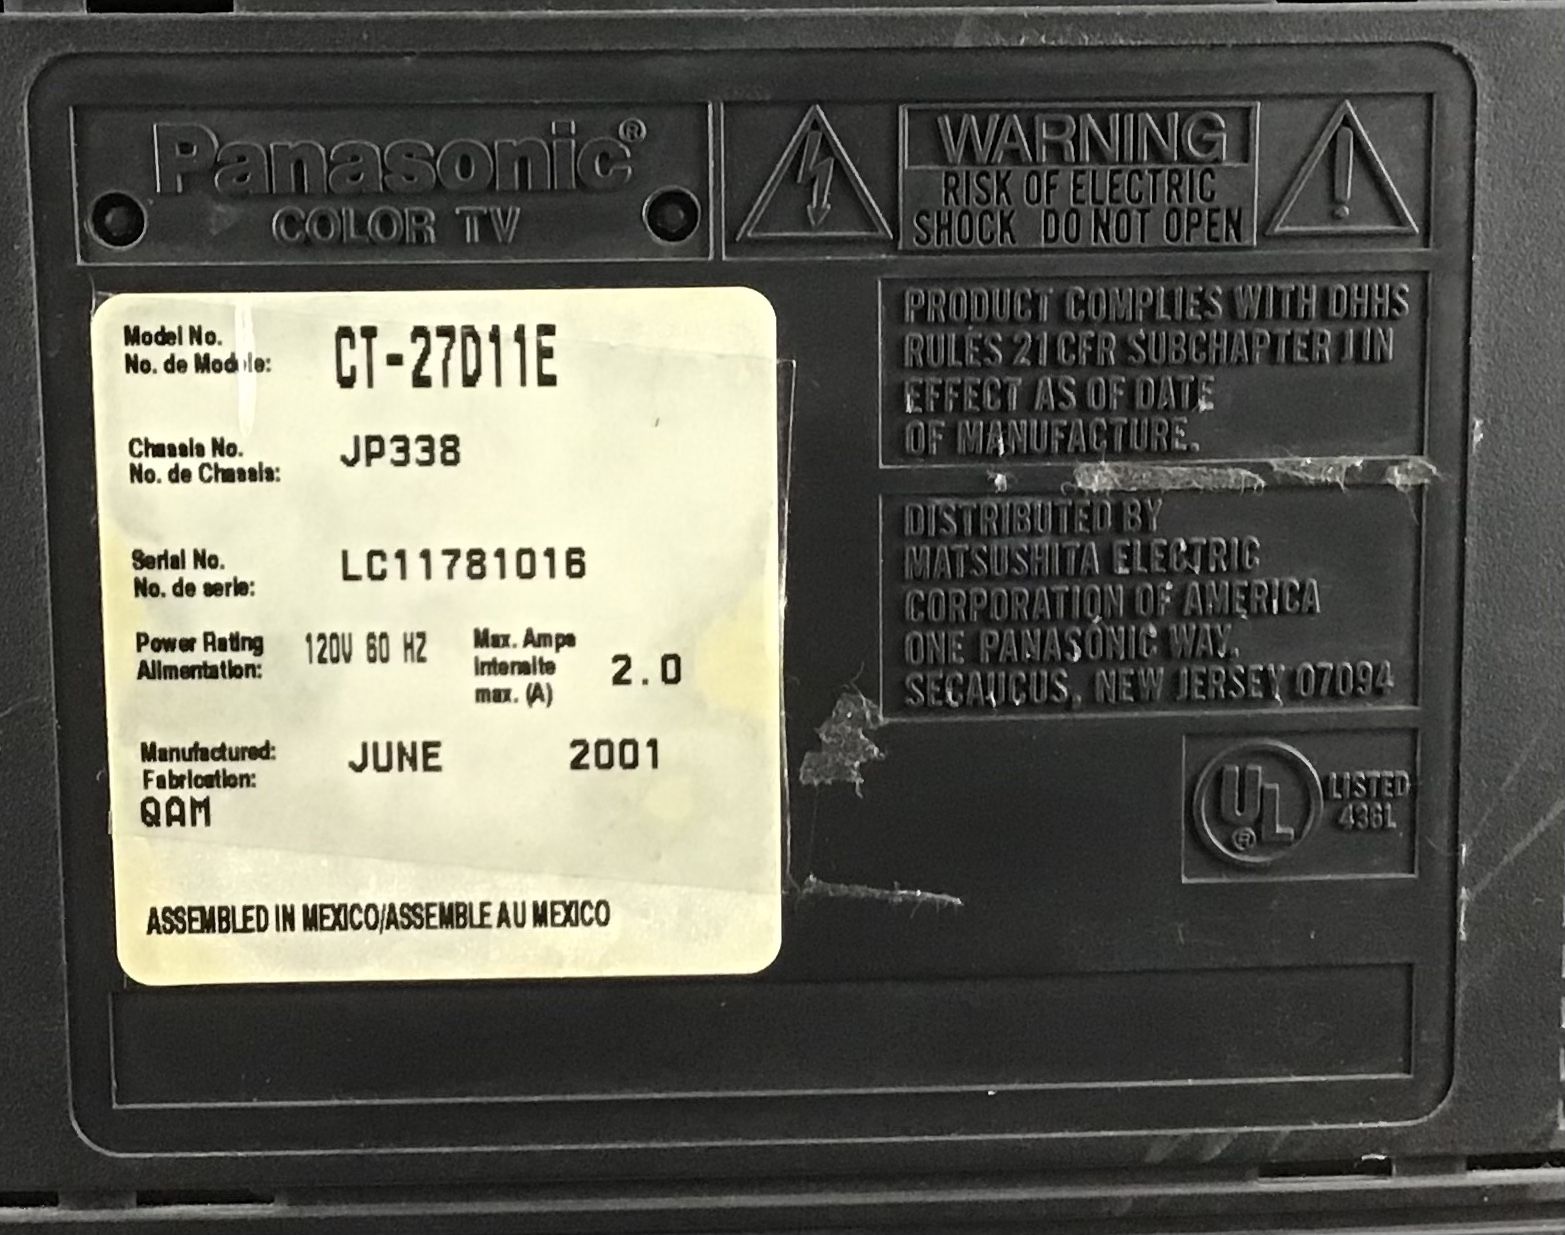 Panasonic®
COLOR TV
WARNING
RISK OF ELECTRIC
SHOCK DO NOT OPEN
Model No.
No. de Modele:
CT-27D11E
Chassis No.
No. de Chassis:
JP338
Serial No.
No. de serie:
LC11781016
Power Rating
Alimentation:
120V 60 HZ
Max. Amps
Intensite
max. (A)
2.0
Manufactured:
Fabrication:
JUNE 2001
QAM
ASSEMBLED IN MEXICO/ASSEMBLE AU MEXICO
PRODUCT COMPLIES WITH DHHS
RULES 21 CFR SUBCHAPTER J IN
EFFECT AS OF DATE
OF MANUFACTURE.
DISTRIBUTED BY
MATSUSHITA ELECTRIC
CORPORATION OF AMERICA
ONE PANASONIC WAY.
SECAUCUS, NEW JERSEY 07094
UL®
LISTED
436L